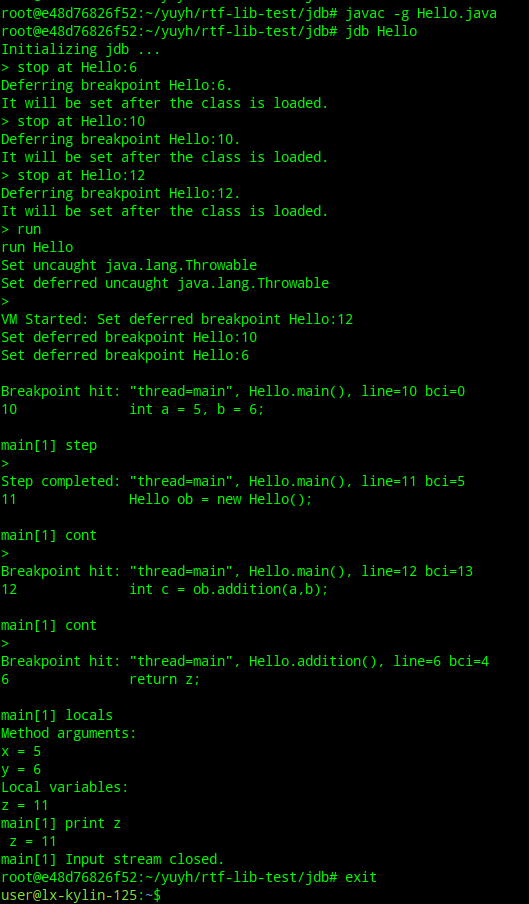 root@e48d76826f52:~/yuyh/rtf-lib-test/jdb# javac -g Hello.java
root@e48d76826f52:~/yuyh/rtf-lib-test/jdb# jdb Hello
Initializing jdb ...
> stop at Hello:6
Deferring breakpoint Hello:6.
It will be set after the class is loaded.
> stop at Hello:10
Deferring breakpoint Hello:10.
It will be set after the class is loaded.
> stop at Hello:12
Deferring breakpoint Hello:12.
It will be set after the class is loaded.
> run
run Hello
Set uncaught java.lang.Throwable
Set deferred uncaught java.lang.Throwable
>
VM Started: Set deferred breakpoint Hello:12
Set deferred breakpoint Hello:10
Set deferred breakpoint Hello:6

Breakpoint hit: "thread=main", Hello.main(), line=10 bci=0
10              int a = 5, b = 6;

main[1] step
>
Step completed: "thread=main", Hello.main(), line=11 bci=5
11              Hello ob = new Hello();

main[1] cont
>
Breakpoint hit: "thread=main", Hello.main(), line=12 bci=13
12              int c = ob.addition(a,b);

main[1] cont
>
Breakpoint hit: "thread=main", Hello.addition(), line=6 bci=4
6               return z;

main[1] locals
Method arguments:
x = 5
y = 6
Local variables:
z = 11
main[1] print z
 z = 11
main[1] Input stream closed.
root@e48d76826f52:~/yuyh/rtf-lib-test/jdb# exit
user@lx-kylin-125:~$